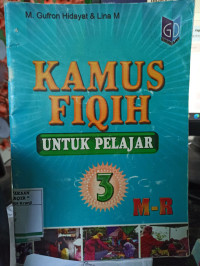 M. Gufron Hidayat & Lina M
GD
KAMUS
FIQIH
UNTUK PELAJAR
3
M-R